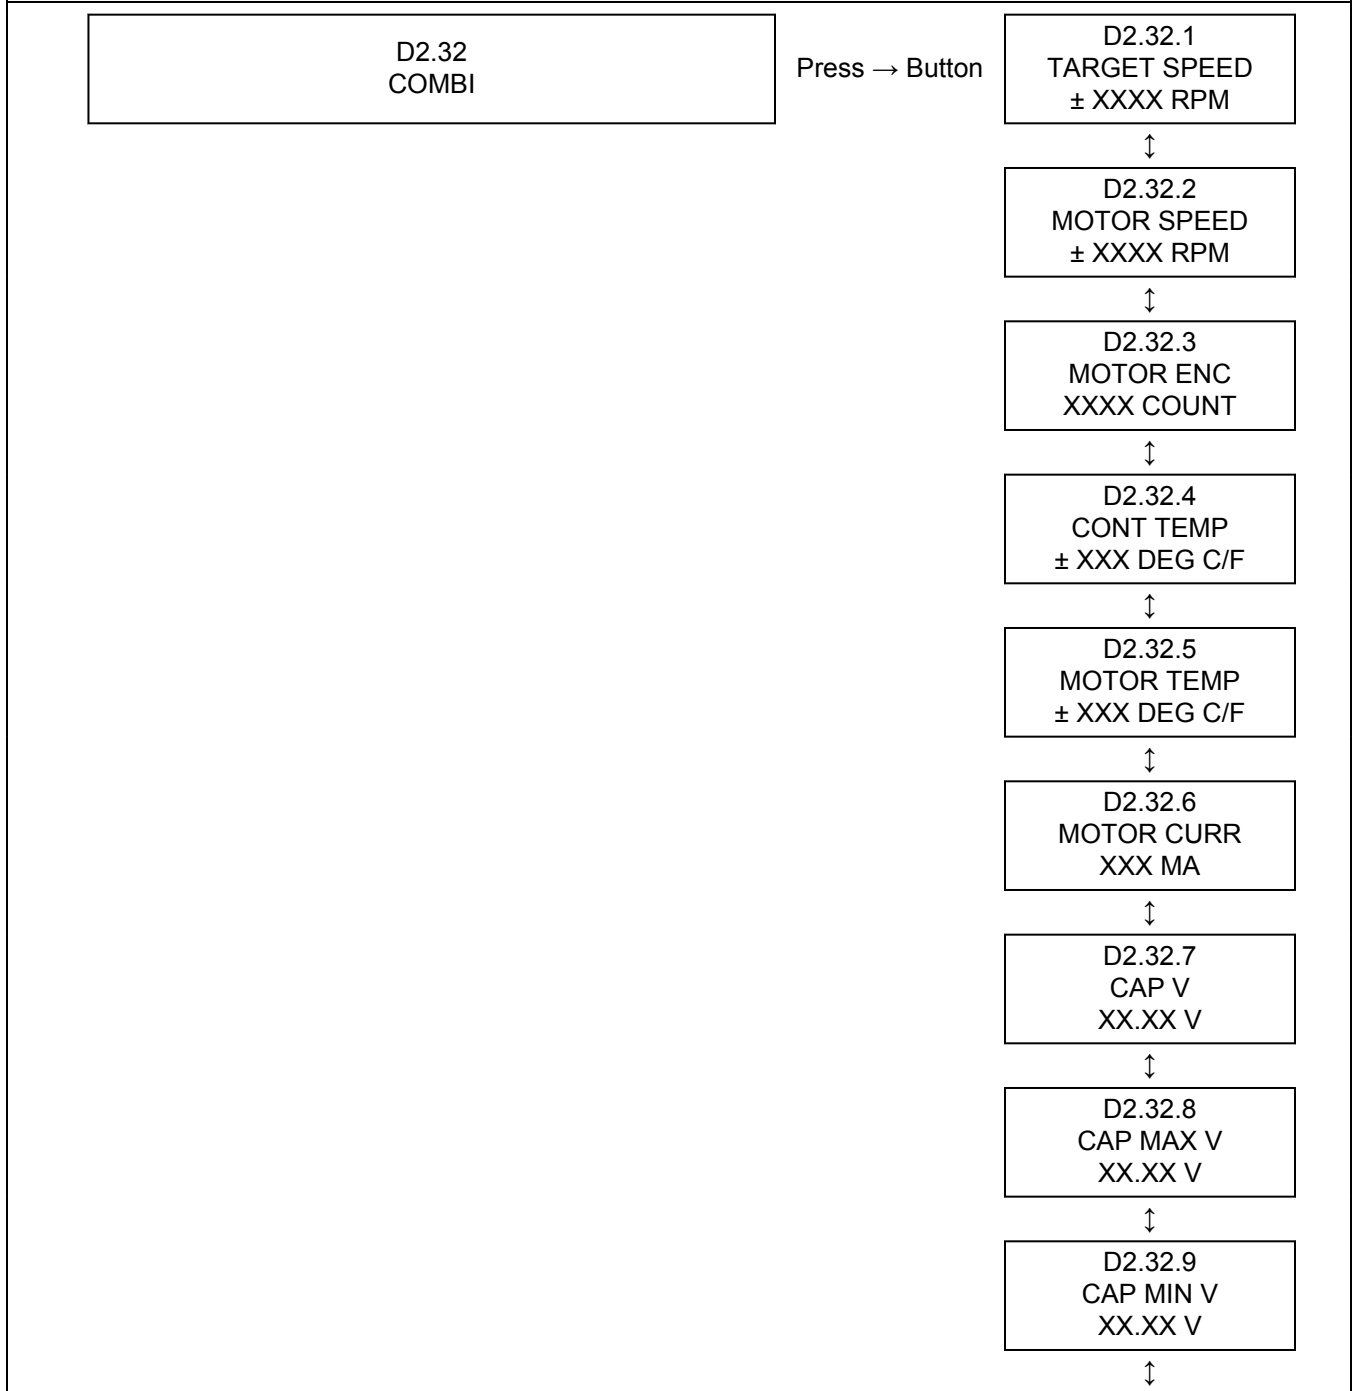 D2.32
COMBI
Press → Button
D2.32.1
TARGET SPEED
± XXXX RPM
↕
D2.32.2
MOTOR SPEED
± XXXX RPM
↕
D2.32.3
MOTOR ENC
XXXX COUNT
↕
D2.32.4
CONT TEMP
± XXX DEG C/F
↕
D2.32.5
MOTOR TEMP
± XXX DEG C/F
↕
D2.32.6
MOTOR CURR
XXX MA
↕
D2.32.7
CAP V
XX.XX V
↕
D2.32.8
CAP MAX V
XX.XX V
↕
D2.32.9
CAP MIN V
XX.XX V
↕